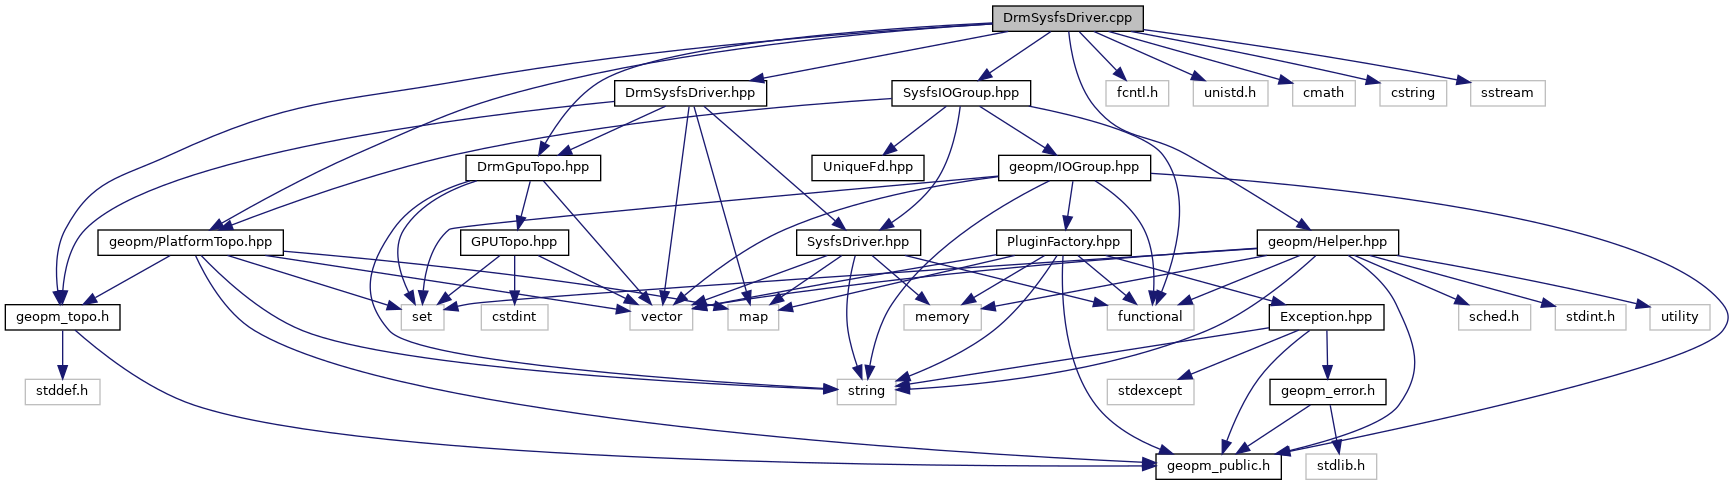 DrmSysfsDriver.cpp
DrmSysfsDriver.hpp
SysfsIOGroup.hpp
fcntl.h
unistd.h
cmath
cstring
sstream
DrmGpuTopo.hpp
UniqueFd.hpp
geopm/IOGroup.hpp
geopm/PlatformTopo.hpp
GPUTopo.hpp
SysfsDriver.hpp
PluginFactory.hpp
geopm/Helper.hpp
geopm_topo.h
set
cstdint
vector
map
memory
functional
Exception.hpp
sched.h
stdint.h
utility
stddef.h
string
stdexcept
geopm_error.h
geopm_public.h
stdlib.h